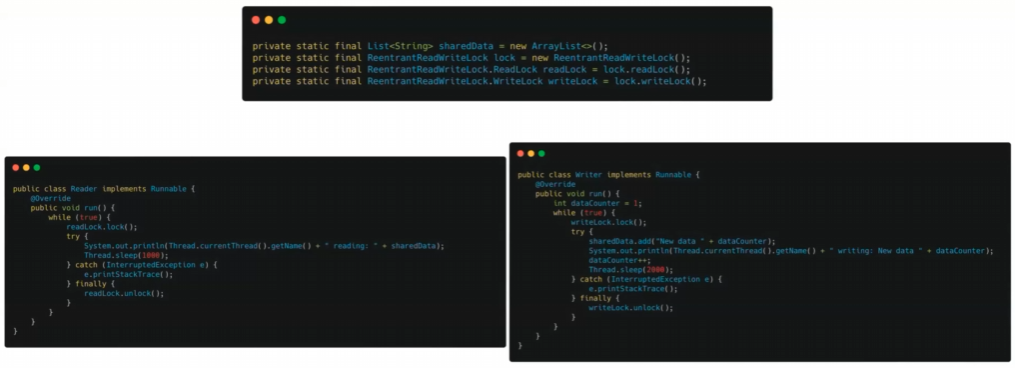 private static final List<String> sharedData = new ArrayList<>();
private static final ReentrantReadWriteLock lock = new ReentrantReadWriteLock();
private static final ReentrantReadWriteLock.ReadLock readLock = lock.readLock();
private static final ReentrantReadWriteLock.WriteLock writeLock = lock.writeLock();
public class Reader implements Runnable {
@Override
public void run() {
while (true) {
readLock.lock();
try {
System.out.println(Thread.currentThread().getName() + " reading: " + sharedData);
Thread.sleep(1000);
} catch (InterruptedException e) {
e.printStackTrace();
} finally {
readLock.unlock();
}
}
}
}
public class Writer implements Runnable {
@Override
public void run() {
int dataCounter = 1;
while (true) {
writeLock.lock();
try {
sharedData.add("New data " + dataCounter);
System.out.println(Thread.currentThread().getName() + " writing: New data " + dataCounter);
dataCounter++;
Thread.sleep(2000);
} catch (InterruptedException e) {
e.printStackTrace();
} finally {
writeLock.unlock();
}
}
}
}